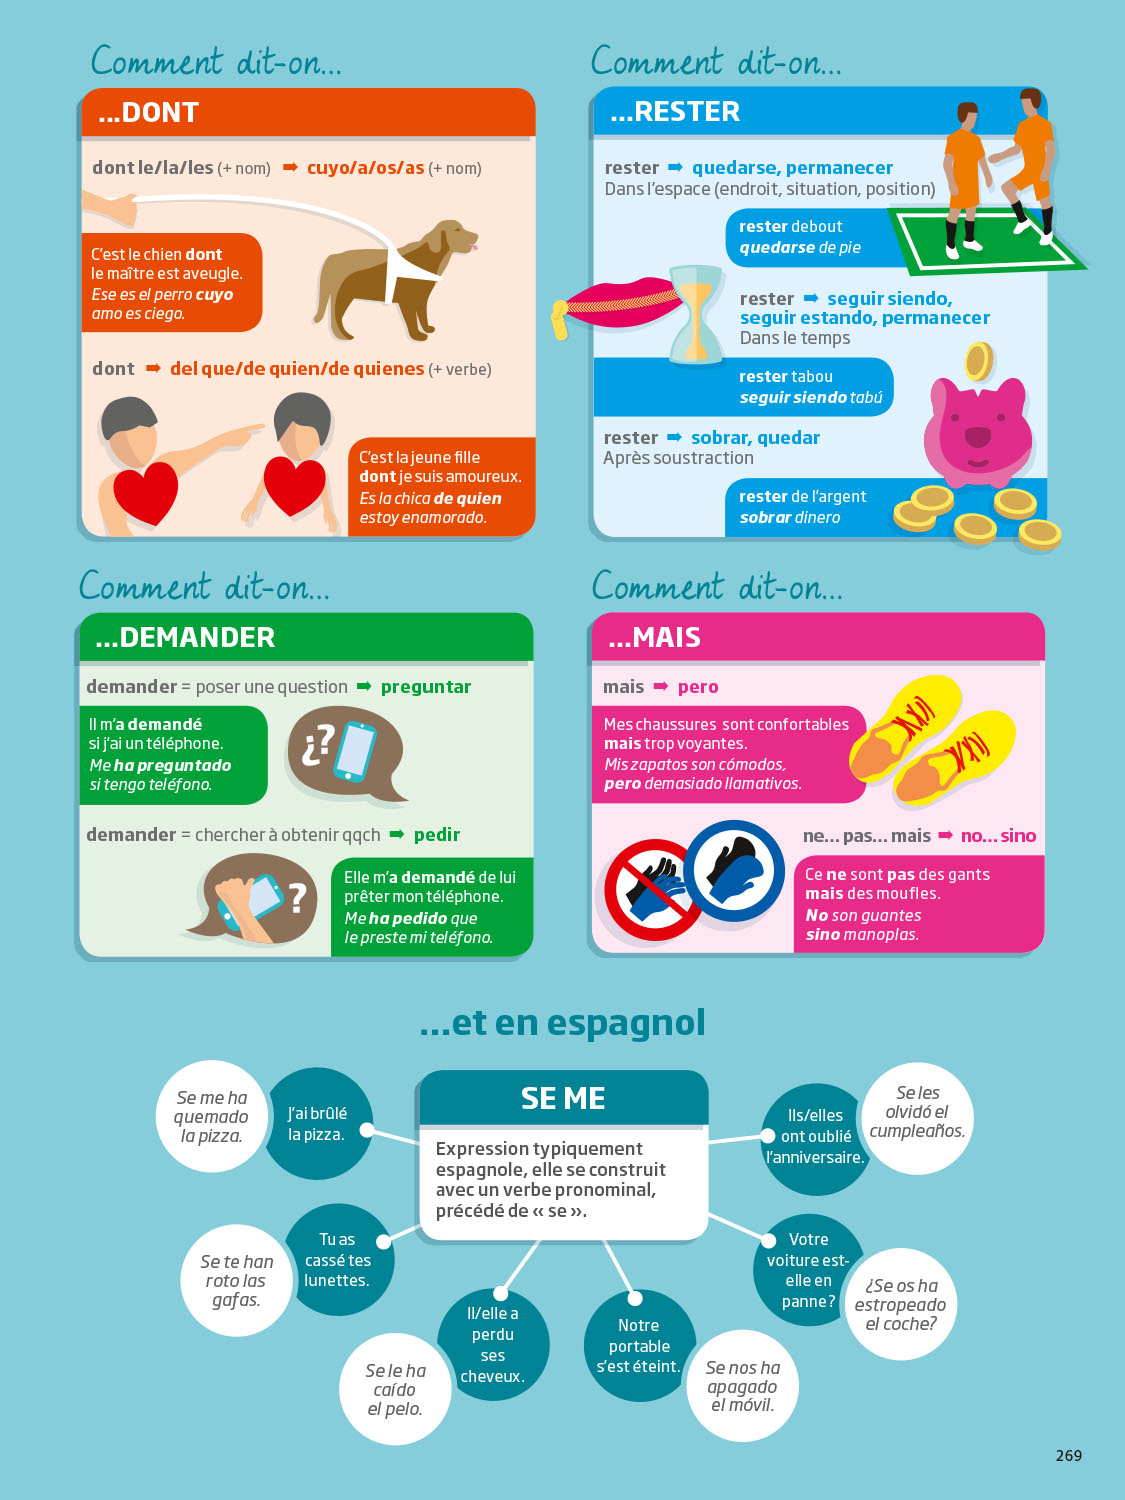 Comment dit-on...
...DONT
dont le/la/les (+ nom) ➡ cuyo/a/os/as (+ nom)
C'est le chien dont
le maître est aveugle.
Ese es el perro cuyo
amo es ciego.
dont ➡ del que/de quien/de quienes (+ verbe)
C'est la jeune fille
dont je suis amoureux.
Es la chica de quien
estoy enamorado.
Comment dit-on...
...RESTER
rester ➡ quedarse, permanecer
Dans l'espace (endroit, situation, position)
rester debout
quedarse de pie
rester ➡ seguir siendo,
seguir estando, permanecer
Dans le temps
rester tabou
seguir siendo tabú
rester ➡ sobrar, quedar
Après soustraction
rester de l'argent
sobrar dinero
Comment dit-on...
...DEMANDER
demander = poser une question ➡ preguntar
Il m'a demandé
si j'ai un téléphone.
Me ha preguntado
si tengo teléfono.
¿?
demander = chercher à obtenir qqch ➡ pedir
?
Elle m'a demandé de lui
prêter mon téléphone.
Me ha pedido que
le preste mi teléfono.
Comment dit-on...
...MAIS
mais ➡ pero
Mes chaussures sont confortables
mais trop voyantes.
Mis zapatos son cómodos,
pero demasiado llamativos.
ne... pas... mais ➡ no... sino
Ce ne sont pas des gants
mais des moufles.
No son guantes
sino manoplas.
...et en espagnol
SE ME
Expression typiquement
espagnole, elle se construit
avec un verbe pronominal,
précédé de « se ».
Se me ha
quemado
la pizza.
J'ai brûlé
la pizza.
Se te han
roto las
gafas.
Tu as
cassé tes
lunettes.
Se le ha
caído
el pelo.
Il/elle a
perdu
ses
cheveux.
Notre
portable
s'est éteint.
Se nos ha
apagado
el móvil.
Votre
voiture est-
elle en
panne ?
¿Se os ha
estropeado
el coche?
Ils/elles
ont oublié
l'anniversaire.
Se les
olvidó el
cumpleaños.
269